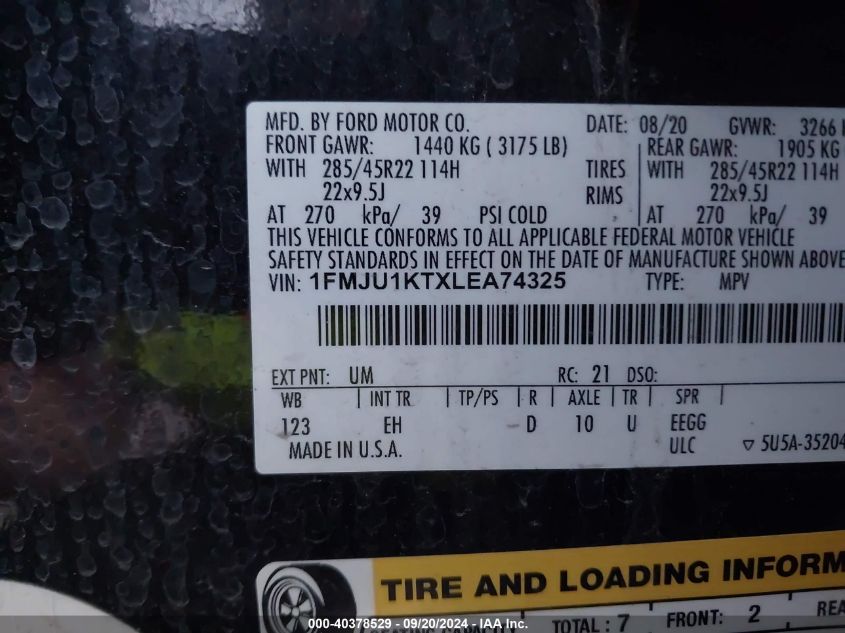 MFD. BY FORD MOTOR CO. DATE: 08/20 GVWR: 3266
FRONT GAWR: 1440 KG ( 3175 LB) REAR GAWR: 1905 KG
WITH 285/45R22 114H TIRES WITH 285/45R22 114H
22x9.5J RIMS 22x9.5J
AT 270 kPa/ 39 PSI COLD AT 270 kPa/ 39
THIS VEHICLE CONFORMS TO ALL APPLICABLE FEDERAL MOTOR VEHICLE
SAFETY STANDARDS IN EFFECT ON THE DATE OF MANUFACTURE SHOWN ABOVE
VIN: 1FMJU1KTXLEA74325 TYPE: MPV
EXT PNT: UM RC: 21 DSO:
WB INT TR TP/PS R AXLE TR SPR
123 EH D 10 U EEGG
MADE IN U.S.A. ULC ▿ 5U5A-35204
TIRE AND LOADING INFORM
SEATING CAPACITY TOTAL : 7 FRONT: 2 REA
000-40378529 - 09/20/2024 - IAA Inc.